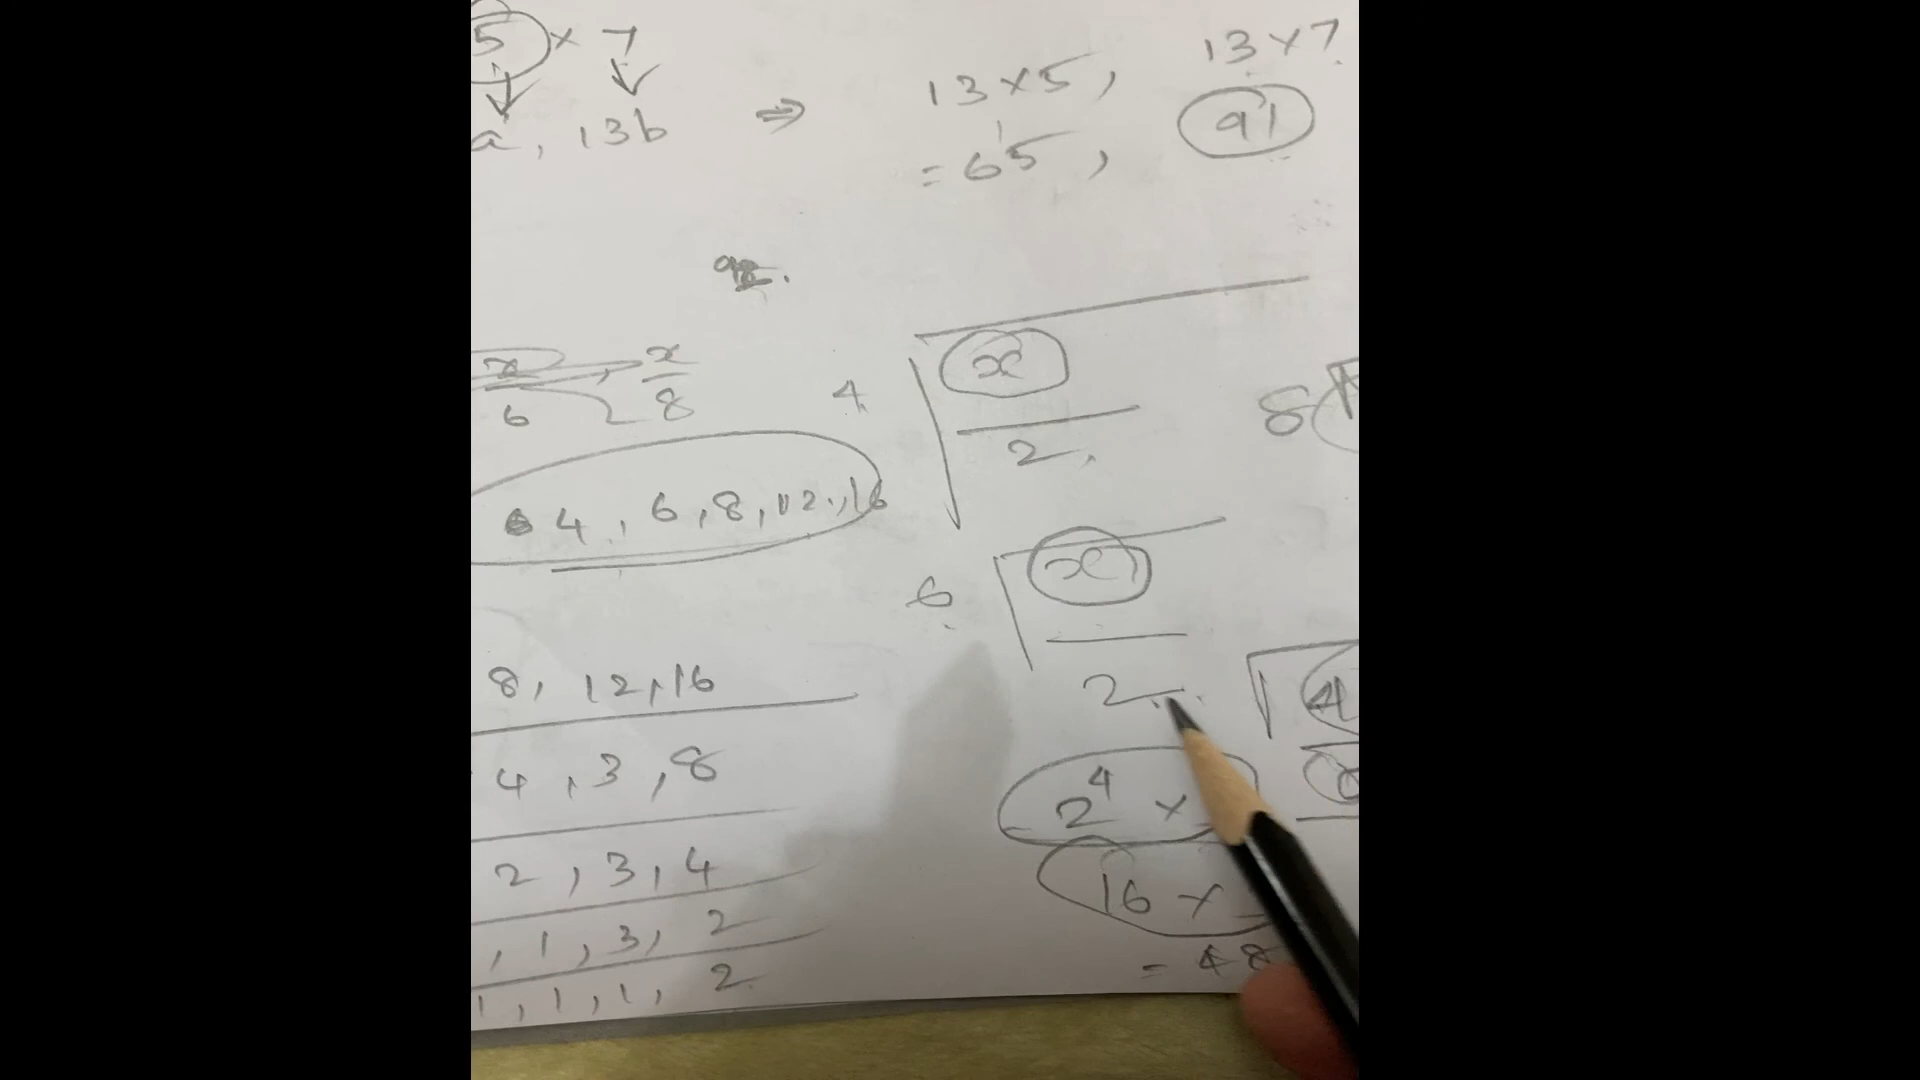 5 × 7
13 × 5, 13 × 7
a, 13b ⇒ = 65, 91
x/6, x/8
4 x
2
8
4, 6, 8, 12, 16
6 x
2
8, 12, 16
4, 3, 8
2⁴ ×
2, 3, 4
16 ×
, 1, 3, 2
= 48
1, 1, 1, 2